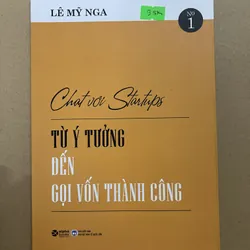 LÊ MỸ NGA
Nº
1
Chat với Startups
TỪ Ý TƯỞNG
ĐẾN
GỌI VỐN THÀNH CÔNG